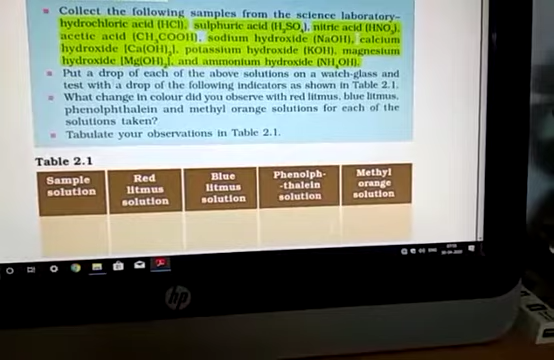 Collect the following samples from the science laboratory–
hydrochloric acid (HCl), sulphuric acid (H₂SO₄), nitric acid (HNO₃),
acetic acid (CH₃COOH), sodium hydroxide (NaOH), calcium
hydroxide [Ca(OH)₂], potassium hydroxide (KOH), magnesium
hydroxide [Mg(OH)₂], and ammonium hydroxide (NH₄OH).
Put a drop of each of the above solutions on a watch-glass and
test with a drop of the following indicators as shown in Table 2.1.
What change in colour did you observe with red litmus, blue litmus,
phenolphthalein and methyl orange solutions for each of the
solutions taken?
Tabulate your observations in Table 2.1.
Table 2.1
Sample
solution
Red
litmus
solution
Blue
litmus
solution
Phenolph-
-thalein
solution
Methyl
orange
solution
hp